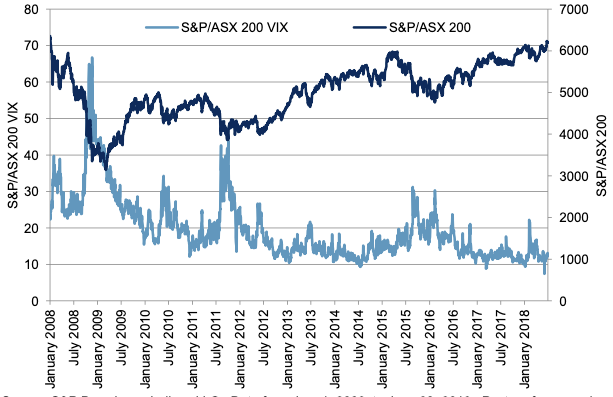 S&P/ASX 200 VIX
S&P/ASX 200
80
70
60
50
40
30
20
10
0
S&P/ASX 200 VIX
7000
6000
5000
4000
3000
2000
1000
0
S&P/ASX 200
January 2008
July 2008
January 2009
July 2009
January 2010
July 2010
January 2011
July 2011
January 2012
July 2012
January 2013
July 2013
January 2014
July 2014
January 2015
July 2015
January 2016
July 2016
January 2017
July 2017
January 2018